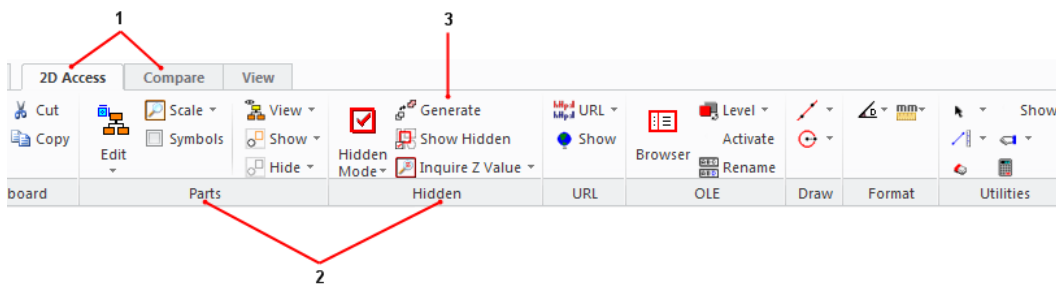 1 3
2D Access Compare View
Cut Scale View Generate URL Level mm Show
Copy Symbols Show Show Hidden Show Activate
Edit Hide Hidden Mode Inquire Z Value Browser Rename
board Parts Hidden URL OLE Draw Format Utilities
2